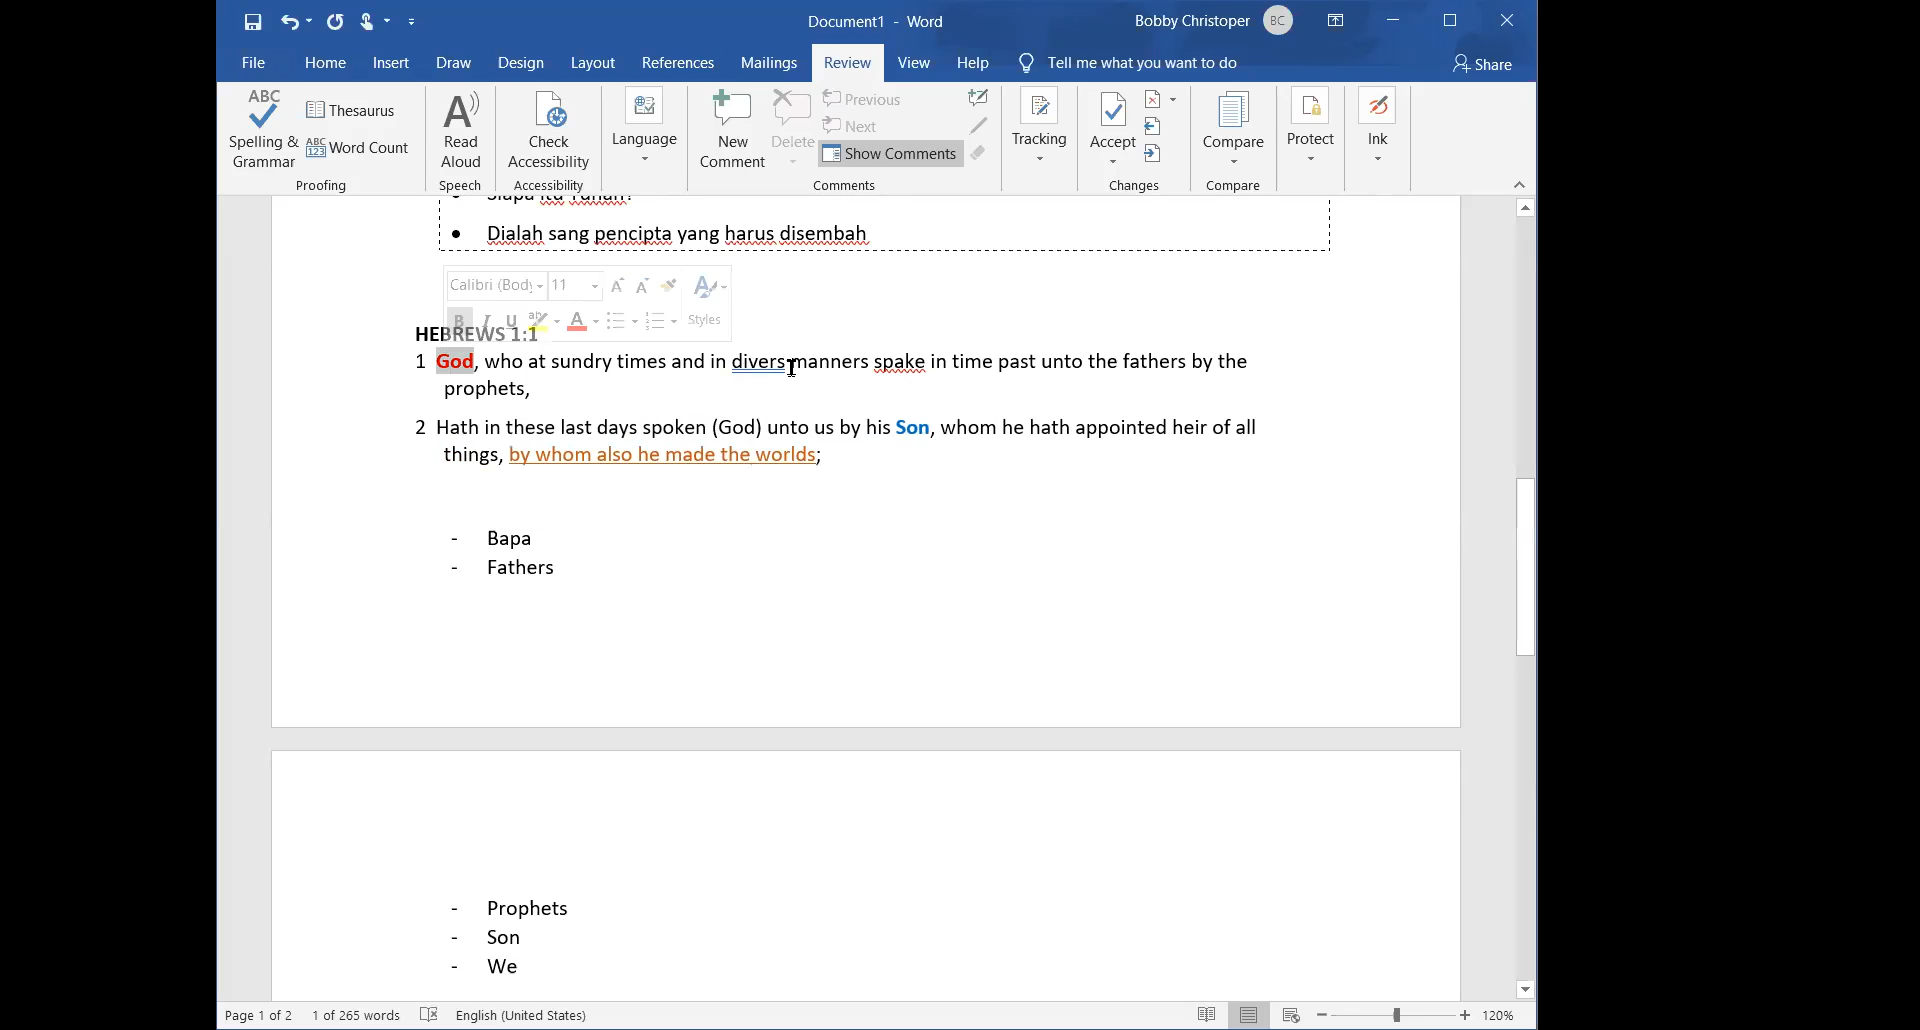 Document1 - Word
Bobby Christoper
BC
File Home Insert Draw Design Layout References Mailings Review View Help Tell me what you want to do
Share
ABC
Spelling &
Grammar
Thesaurus
ABC
123 Word Count
Proofing
Read
Aloud
Speech
Check
Accessibility
Accessibility
Language
New
Comment
Delete
Previous
Next
Show Comments
Comments
Tracking
Accept
Changes
Compare
Compare
Protect
Ink
Siapa itu Tuhan?
● Dialah sang pencipta yang harus disembah
Calibri (Body 11
B I U ab A Styles
HEBREWS 1:1
1 God, who at sundry times and in divers manners spake in time past unto the fathers by the
prophets,
2 Hath in these last days spoken (God) unto us by his Son, whom he hath appointed heir of all
things, by whom also he made the worlds;
- Bapa
- Fathers
- Prophets
- Son
- We
Page 1 of 2 1 of 265 words English (United States) 120%